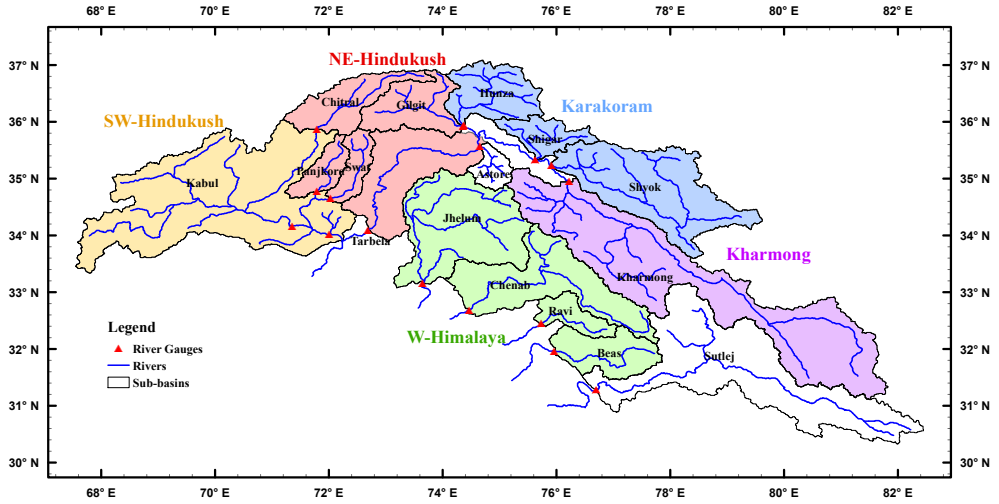 68° E 70° E 72° E 74° E 76° E 78° E 80° E 82° E
37° N 37° N
36° N 36° N
35° N 35° N
34° N 34° N
33° N 33° N
32° N 32° N
31° N 31° N
30° N 30° N
NE-Hindukush
Karakoram
SW-Hindukush
Kharmong
W-Himalaya
Chitral
Gilgit
Hunza
Shigar
Shyok
Astore
Kabul
Panjkora
Swat
Tarbela
Jhelum
Chenab
Kharmong
Ravi
Beas
Sutlej
Legend
River Gauges
Rivers
Sub-basins
68° E 70° E 72° E 74° E 76° E 78° E 80° E 82° E